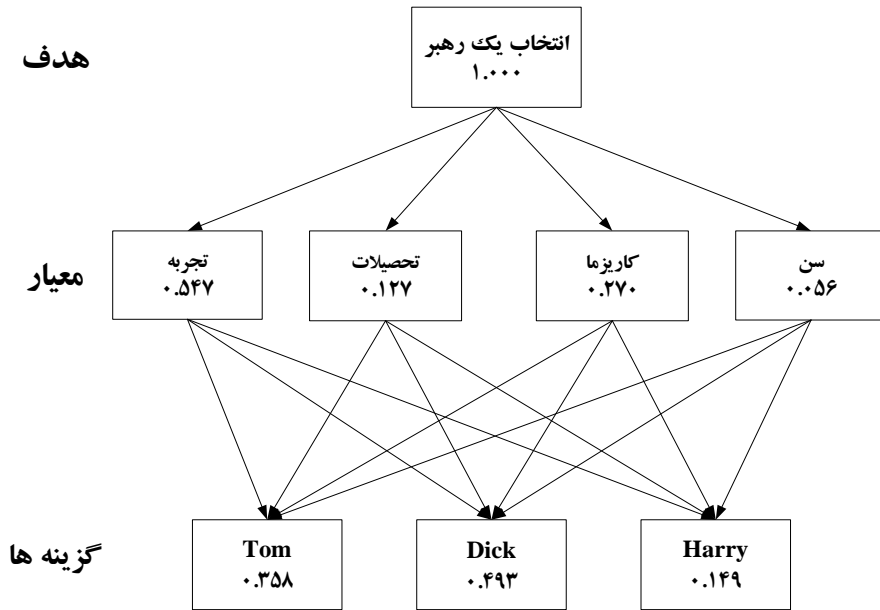 هدف
انتخاب یک رهبر
۱.۰۰۰
معیار
تجربه
۰.۵۴۷
تحصیلات
۰.۱۲۷
کاریزما
۰.۲۷۰
سن
۰.۰۵۶
گزینه ها
Tom
۰.۳۵۸
Dick
۰.۴۹۳
Harry
۰.۱۴۹